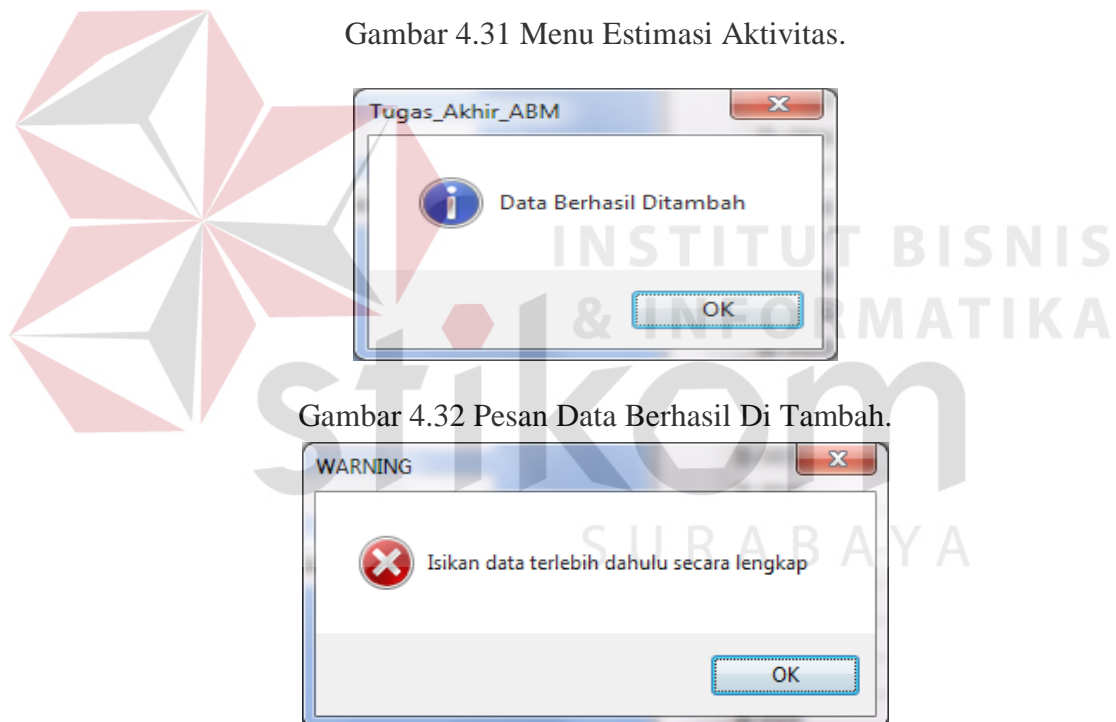 Gambar 4.31 Menu Estimasi Aktivitas.
Tugas_Akhir_ABM
Data Berhasil Ditambah
INSTITUT BISNIS
OK
& INFORMATIKA
stikom
Gambar 4.32 Pesan Data Berhasil Di Tambah.
WARNING
SURABAYA
Isikan data terlebih dahulu secara lengkap
OK